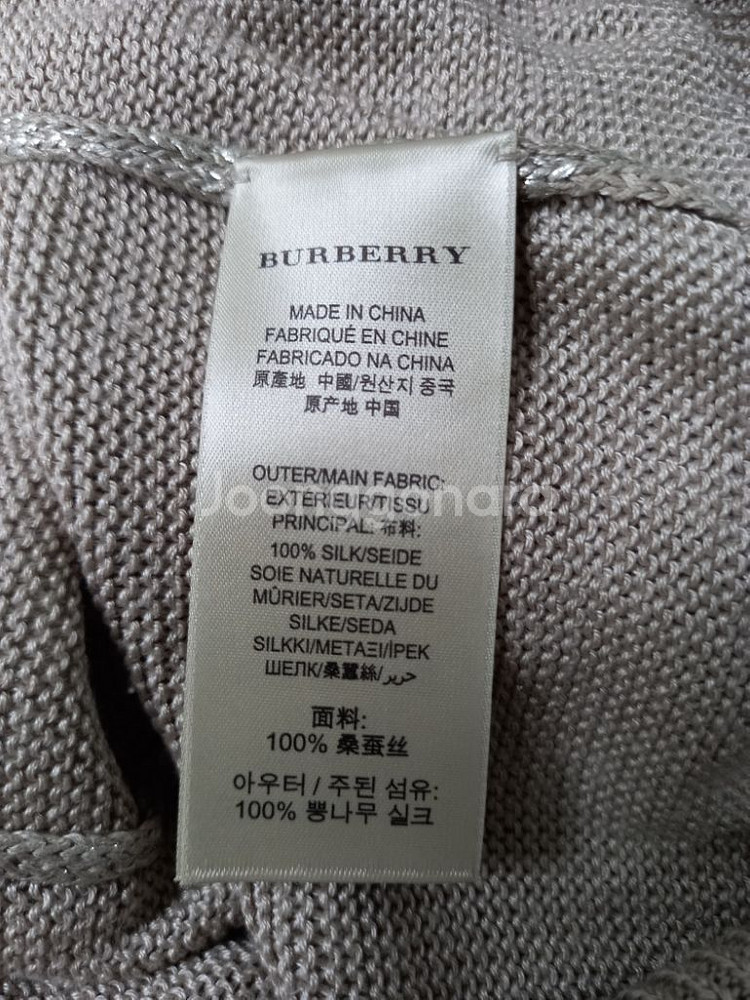 BURBERRY
MADE IN CHINA
FABRIQUÉ EN CHINE
FABRICADO NA CHINA
原產地 中國/원산지 중국
原产地 中国
OUTER/MAIN FABRIC:
EXTÉRIEUR/TISSU
PRINCIPAL: 布料:
100% SILK/SEIDE
SOIE NATURELLE DU
MÛRIER/SETA/ZIJDE
SILKE/SEDA
SILKKI/ΜΕΤΑΞΙ/İPEK
ШЕЛК/桑蠶絲/حرير
面料:
100% 桑蚕丝
아우터 / 주된 섬유:
100% 뽕나무 실크
Joonggonara